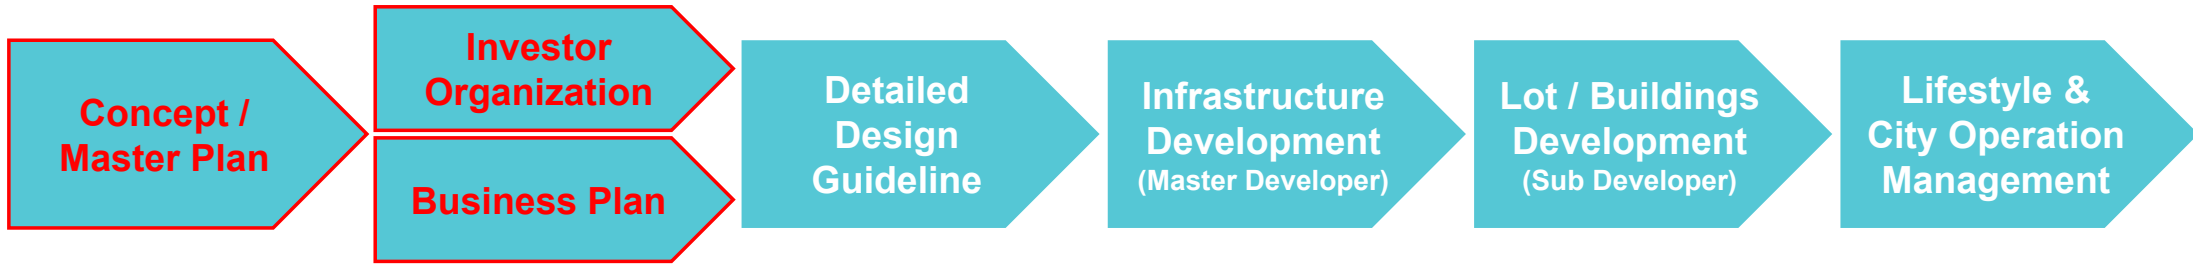 Concept /
Master Plan
Investor
Organization
Business Plan
Detailed
Design
Guideline
Infrastructure
Development
(Master Developer)
Lot / Buildings
Development
(Sub Developer)
Lifestyle &
City Operation
Management